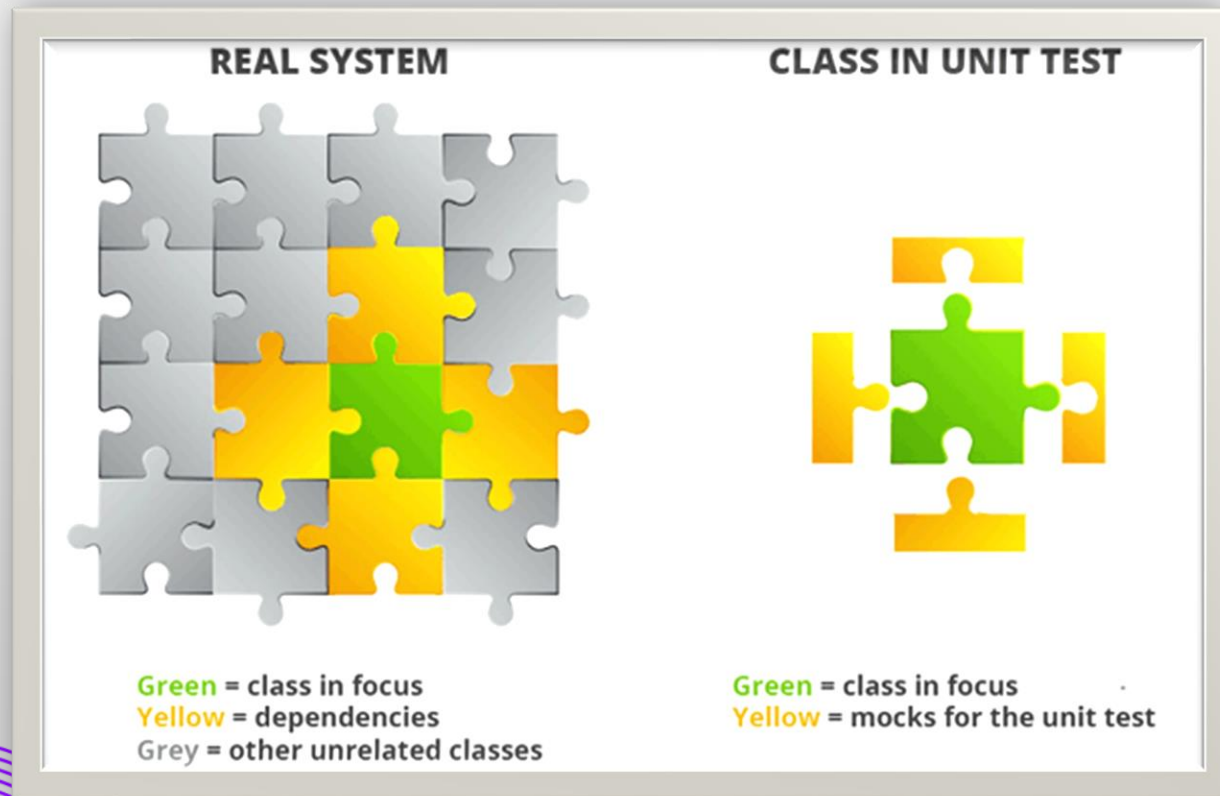 REAL SYSTEM
CLASS IN UNIT TEST
Green = class in focus
Yellow = dependencies
Grey = other unrelated classes
Green = class in focus
Yellow = mocks for the unit test